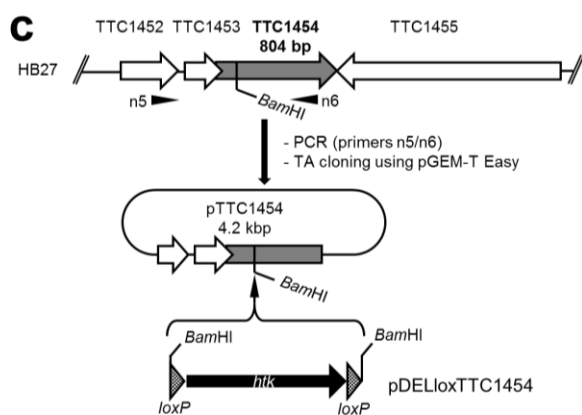 C
TTC1452 TTC1453 TTC1454 TTC1455
804 bp
HB27
n5 n6
BamHI
- PCR (primers n5/n6)
- TA cloning using pGEM-T Easy
pTTC1454
4.2 kbp
BamHI
BamHI BamHI
htk
pDELloxTTC1454
loxP loxP